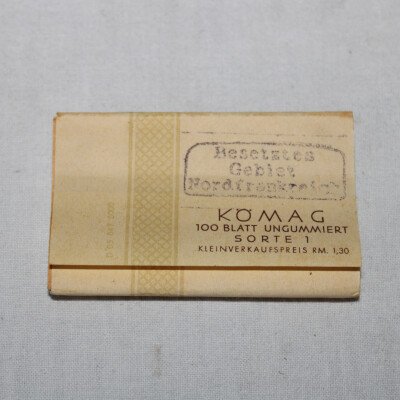 Besetztes
Gebiet
Nordfrankreich
KÖMAG
100 BLATT UNGUMMIERT
SORTE 1
KLEINVERKAUFSPREIS RM. 1,30